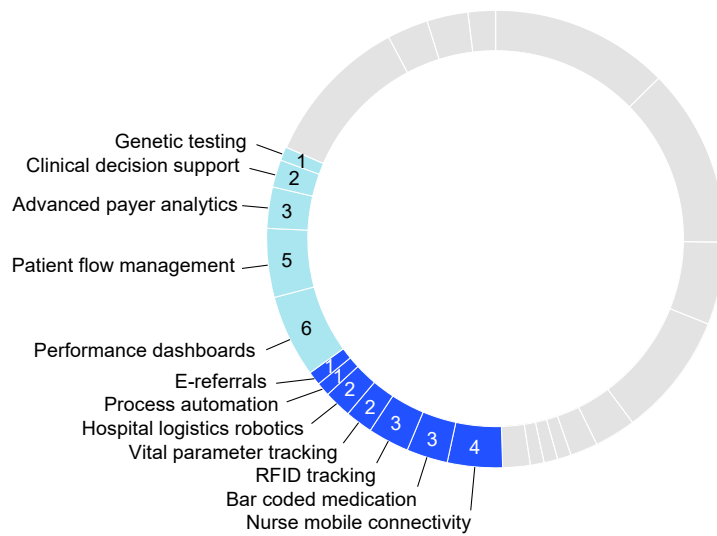 Genetic testing
1
Clinical decision support
2
Advanced payer analytics
3
Patient flow management
5
6
Performance dashboards
E-referrals
1
Process automation
1
Hospital logistics robotics
2
Vital parameter tracking
2
RFID tracking
3
Bar coded medication
3
Nurse mobile connectivity
4